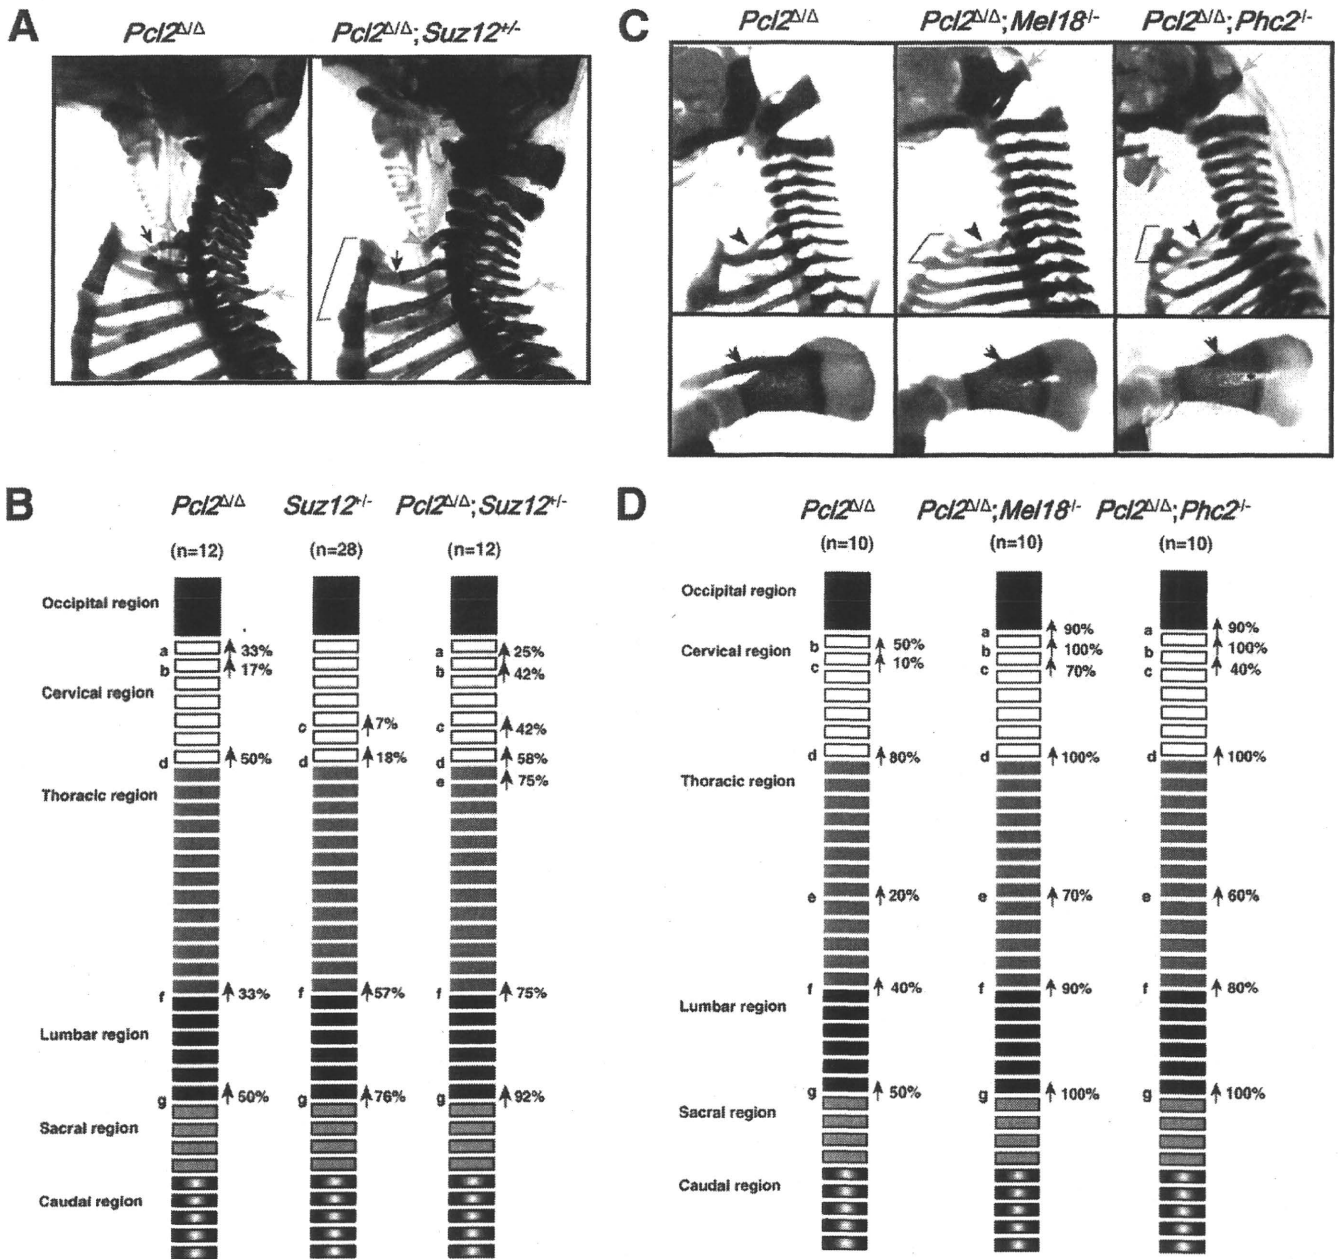 A
Pcl2Δ/Δ
Pcl2Δ/Δ;Suz12+/-
C
Pcl2Δ/Δ
Pcl2Δ/Δ;Mel18-/-
Pcl2Δ/Δ;Phc2-/-
B
Pcl2Δ/Δ
Suz12+/-
Pcl2Δ/Δ;Suz12+/-
(n=12)
(n=28)
(n=12)
Occipital region
a 33% a 25%
b 17% b 42%
Cervical region
c 7% c 42%
d 50% d 18% d 58%
e 75%
Thoracic region
f 33% f 57% f 75%
Lumbar region
g 50% g 76% g 92%
Sacral region
Caudal region
D
Pcl2Δ/Δ
Pcl2Δ/Δ;Mel18-/-
Pcl2Δ/Δ;Phc2-/-
(n=10)
(n=10)
(n=10)
Occipital region
a 90% a 90%
b 50% b 100% b 100%
Cervical region
c 10% c 70% c 40%
d 80% d 100% d 100%
Thoracic region
e 20% e 70% e 60%
f 40% f 90% f 80%
Lumbar region
g 50% g 100% g 100%
Sacral region
Caudal region